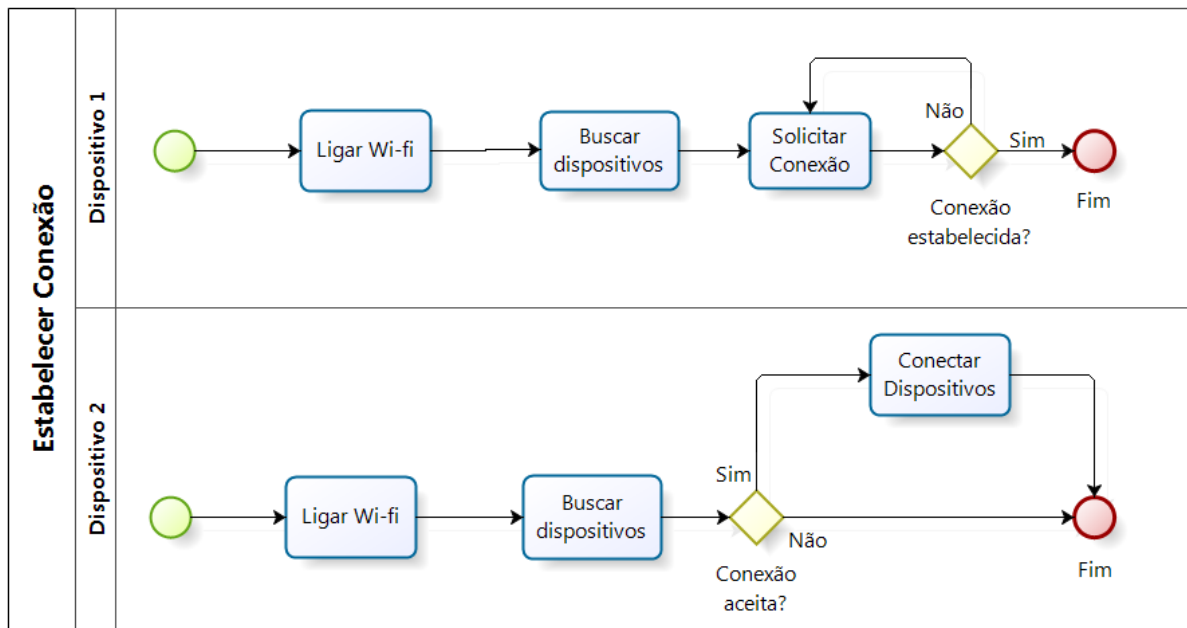 Estabelecer Conexão
Dispositivo 1
Ligar Wi-fi
Buscar
dispositivos
Solicitar
Conexão
Não
Sim
Conexão
estabelecida?
Fim
Dispositivo 2
Ligar Wi-fi
Buscar
dispositivos
Sim
Não
Conexão
aceita?
Conectar
Dispositivos
Fim